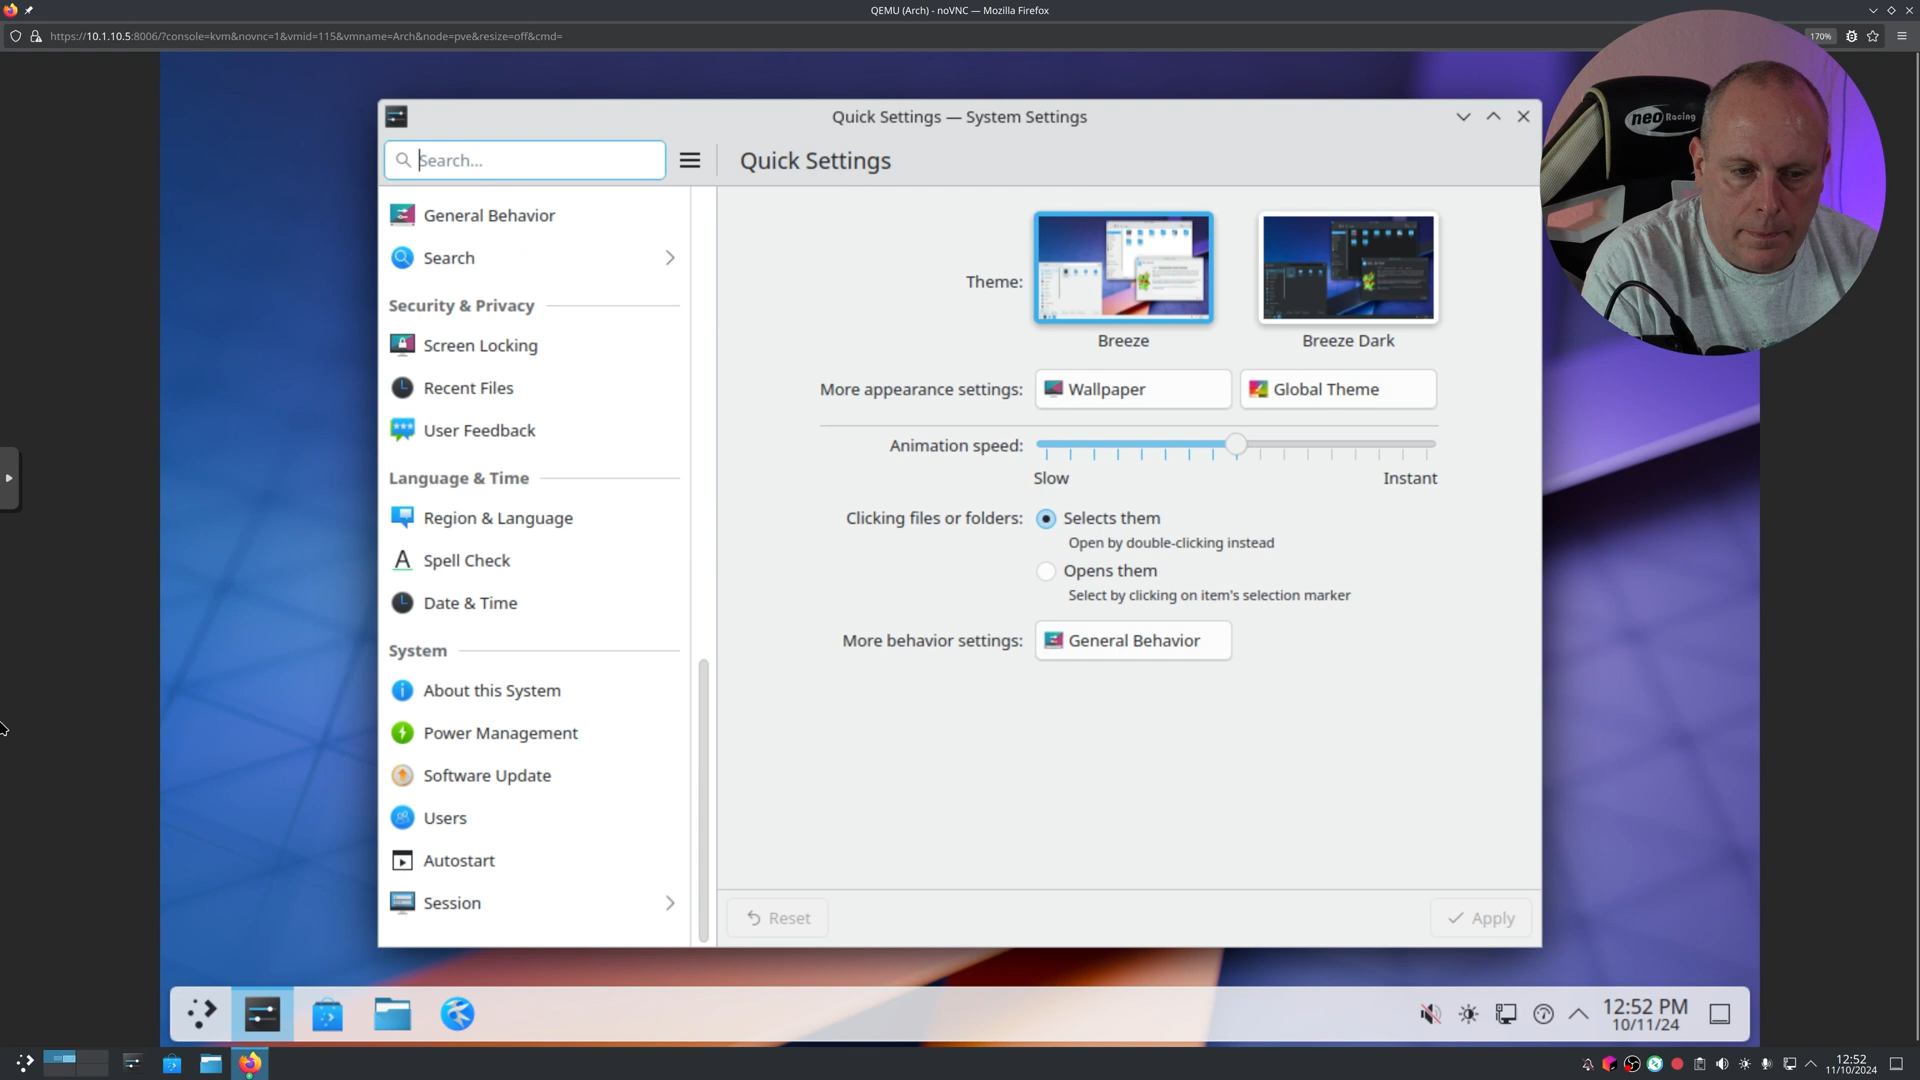 QEMU (Arch) - noVNC — Mozilla Firefox
https://10.1.10.5:8006/?console=kvm&novnc=1&vmid=115&vmname=Arch&node=pve&resize=off&cmd=
170%
Quick Settings — System Settings
Search...
Quick Settings
neo Racing
General Behavior
Search
Security & Privacy
Screen Locking
Recent Files
User Feedback
Language & Time
Region & Language
Spell Check
Date & Time
System
About this System
Power Management
Software Update
Users
Autostart
Session
Theme:
Breeze
Breeze Dark
More appearance settings:
Wallpaper
Global Theme
Animation speed:
Slow
Instant
Clicking files or folders:
Selects them
Open by double-clicking instead
Opens them
Select by clicking on item's selection marker
More behavior settings:
General Behavior
Reset
Apply
12:52 PM
10/11/24
12:52
11/10/2024